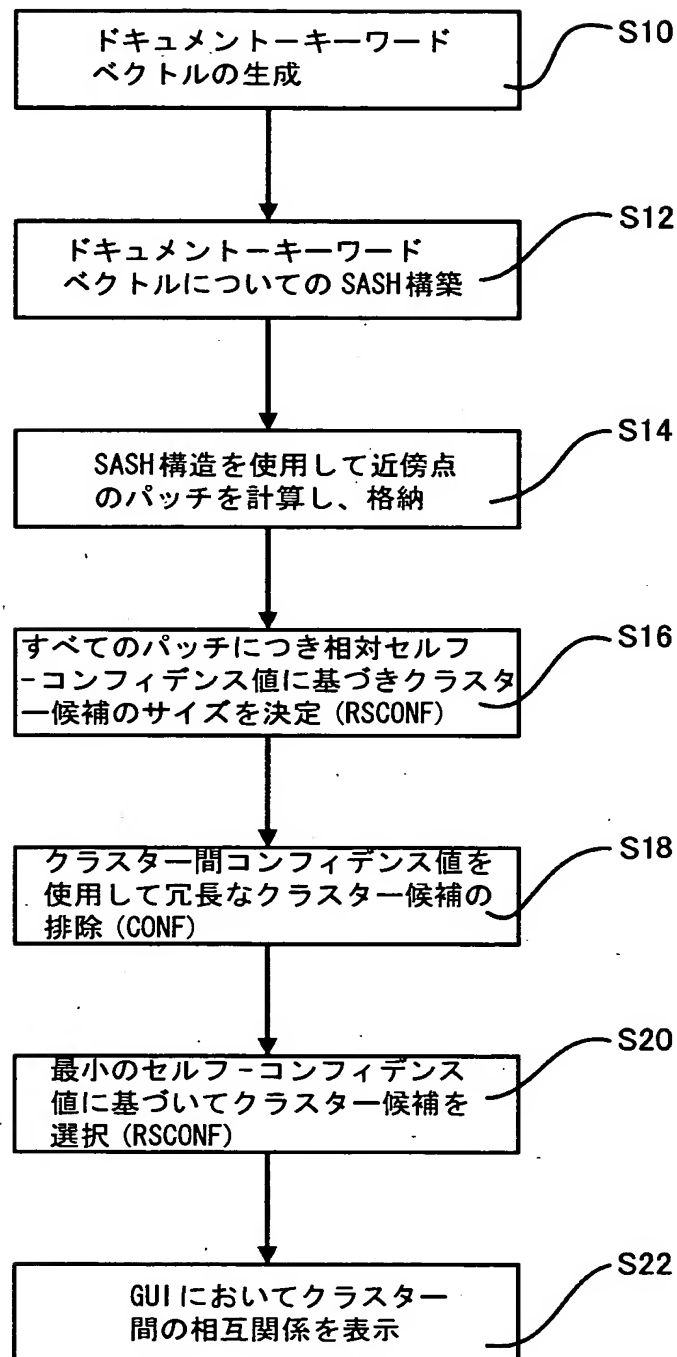 ドキュメントーキーワード
ベクトルの生成
S10
ドキュメントーキーワード
ベクトルについてのSASH構築
S12
SASH構造を使用して近傍点
のパッチを計算し、格納
S14
すべてのパッチにつき相対セルフ
-コンフィデンス値に基づきクラスタ
ー候補のサイズを決定(RSCONF)
S16
クラスター間コンフィデンス値を
使用して冗長なクラスター候補の
排除(CONF)
S18
最小のセルフ-コンフィデンス
値に基づいてクラスター候補を
選択(RSCONF)
S20
GUIにおいてクラスター
間の相互関係を表示
S22